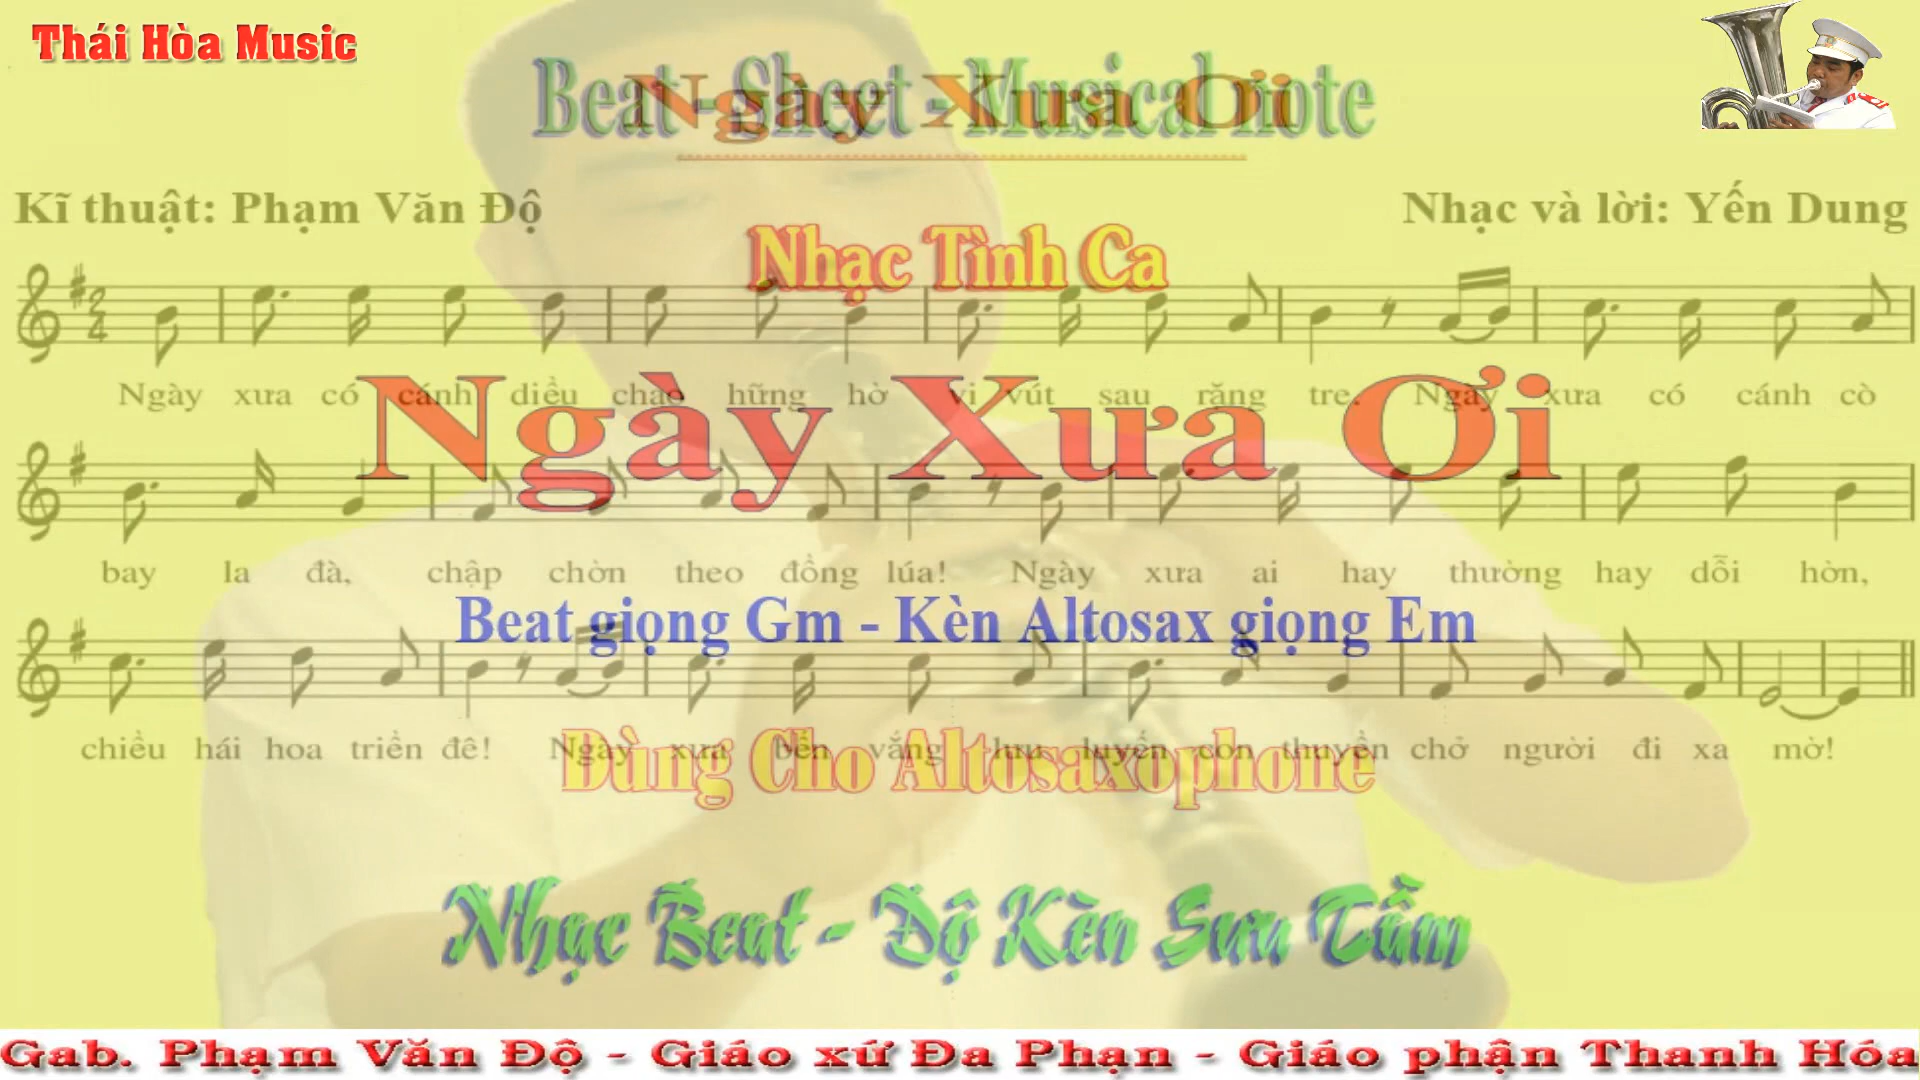 Thái Hòa Music
Beat - Sheet - Musical note
Ngày Xưa Ơi
Kĩ thuật: Phạm Văn Độ
Nhạc và lời: Yến Dung
Nhạc Tình Ca
2
4
Ngày xưa có cánh diều chao hững hờ vi vút sau rặng tre. Ngày xưa có cánh cò
Ngày Xưa Ơi
bay la đà, chập chờn theo đồng lúa! Ngày xưa ai hay thường hay dỗi hờn,
Beat giọng Gm - Kèn Altosax giọng Em
chiều hái hoa triền đê! Ngày xưa bến vắng lưu luyến con thuyền chở người đi xa mờ!
Dùng Cho Altosaxophone
Nhạc Beat - Độ Kèn Sưu Tầm
Gab. Phạm Văn Độ - Giáo xứ Đa Phạn - Giáo phận Thanh Hóa